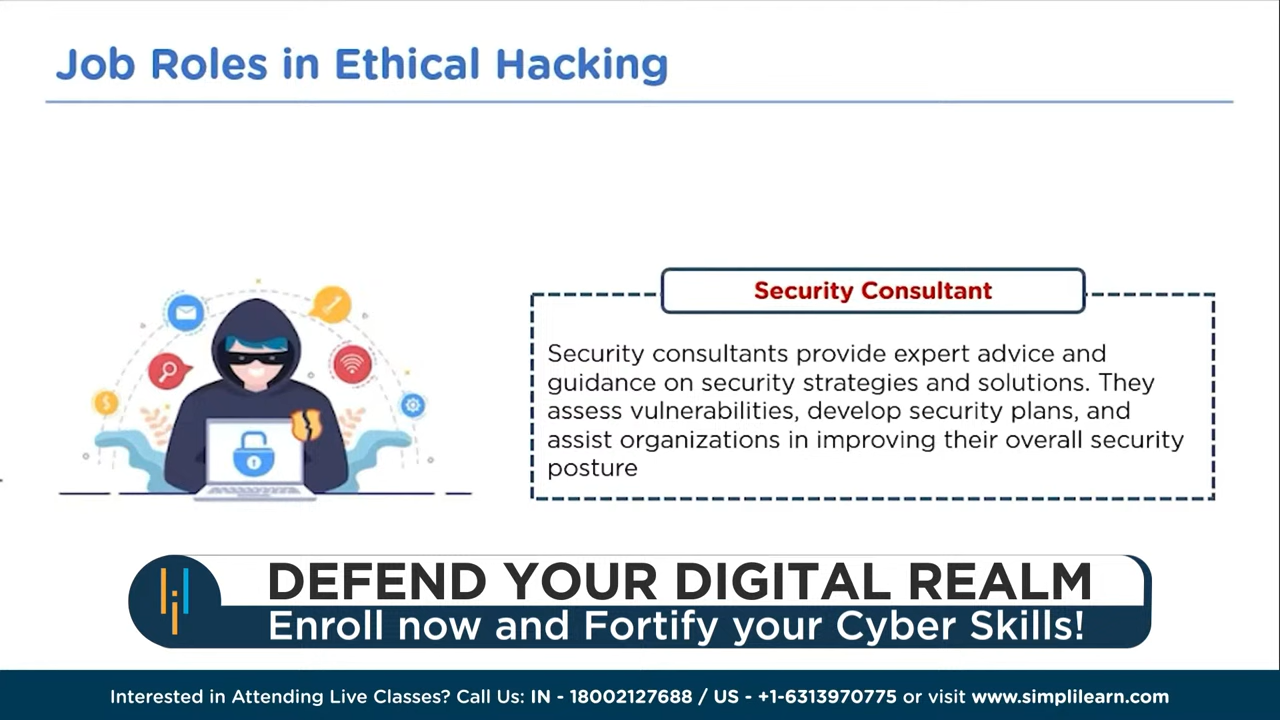 Job Roles in Ethical Hacking
Security Consultant
Security consultants provide expert advice and
guidance on security strategies and solutions. They
assess vulnerabilities, develop security plans, and
assist organizations in improving their overall security
posture
DEFEND YOUR DIGITAL REALM
Enroll now and Fortify your Cyber Skills!
Interested in Attending Live Classes? Call Us: IN - 18002127688 / US - +1-6313970775 or visit www.simplilearn.com